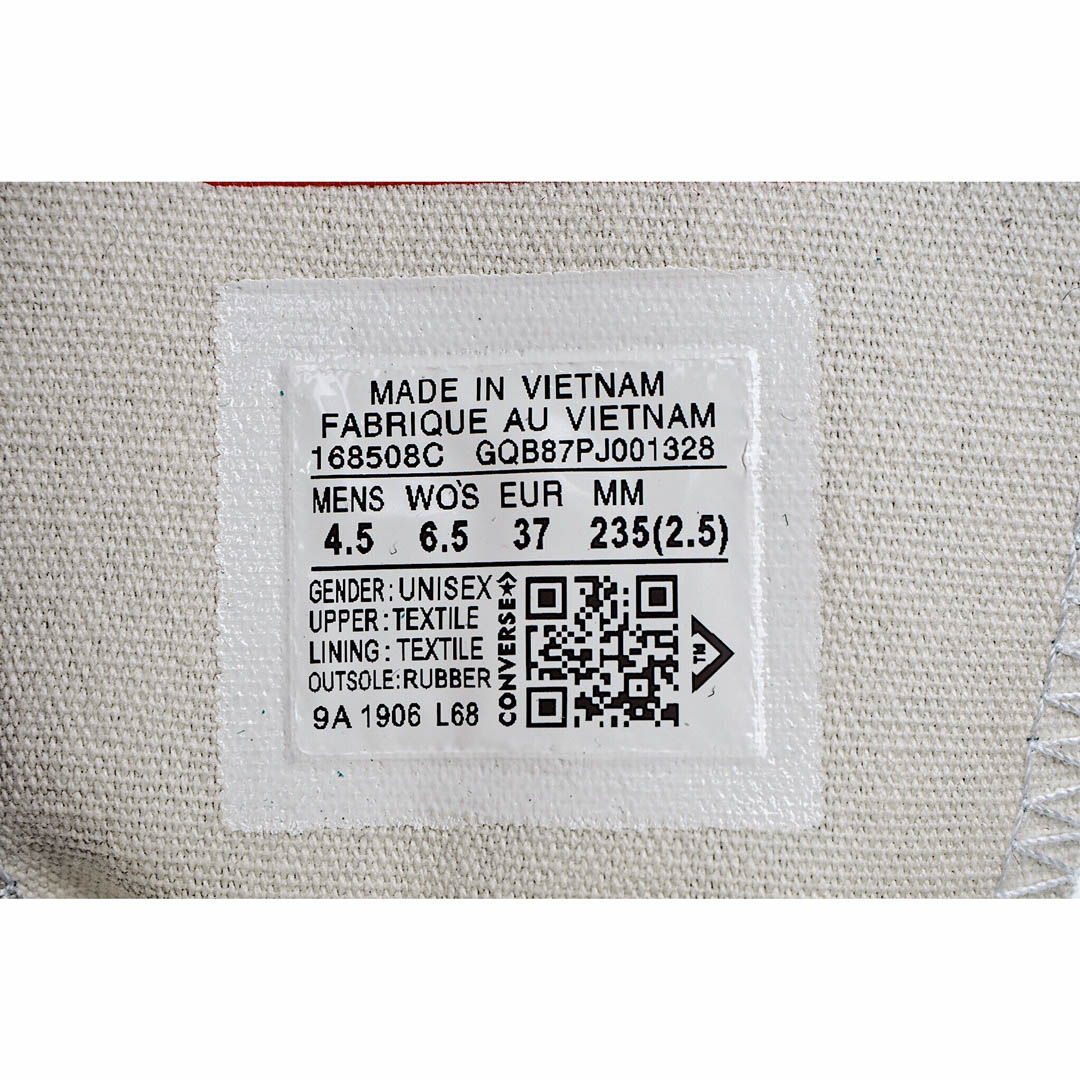 MADE IN VIETNAM
FABRIQUE AU VIETNAM
168508C GQB87PJ001328
MENS WO'S EUR MM
4.5 6.5 37 235(2.5)
GENDER: UNISEX
UPPER: TEXTILE
LINING: TEXTILE
OUTSOLE: RUBBER
9A 1906 L68
CONVERSE
TM